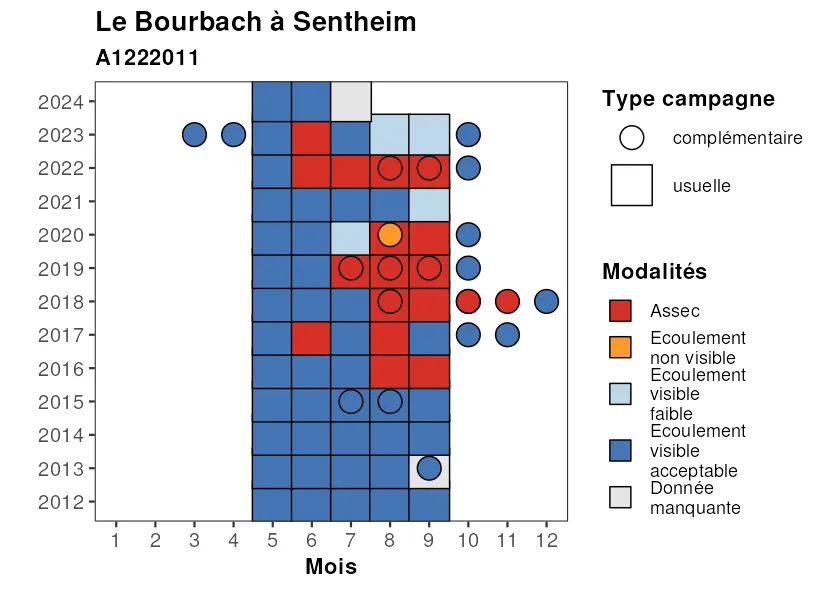 Le Bourbach à Sentheim
A1222011
2024
2023
2022
2021
2020
2019
2018
2017
2016
2015
2014
2013
2012
1 2 3 4 5 6 7 8 9 10 11 12
Mois
Type campagne
complémentaire
usuelle
Modalités
Assec
Ecoulement
non visible
Ecoulement
visible
faible
Ecoulement
visible
acceptable
Donnée
manquante